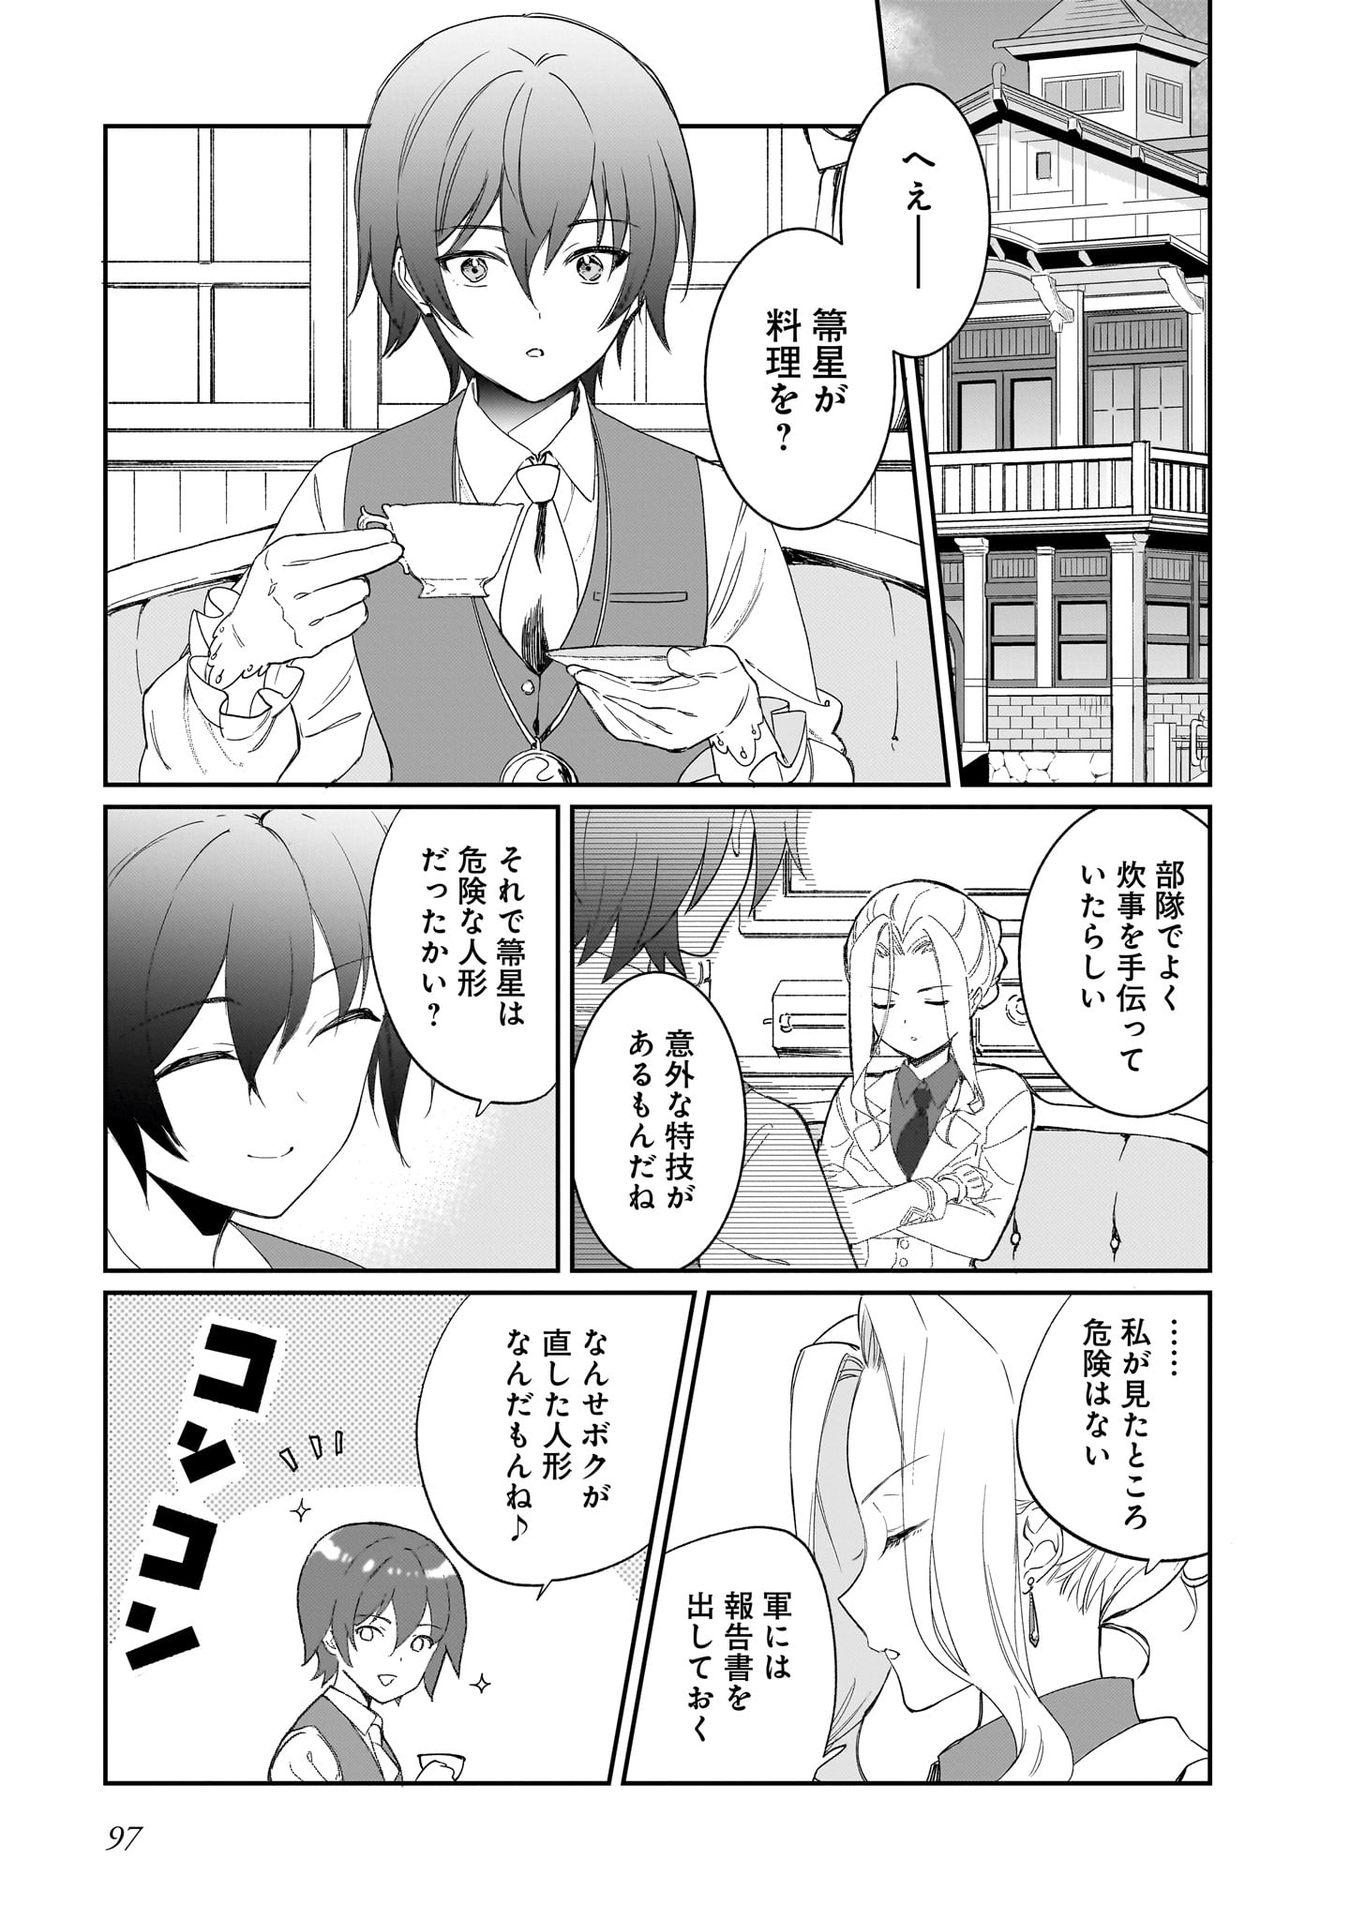 へぇ――
箒星が
料理を？
部隊でよく
炊事を手伝って
いたらしい
意外な特技が
あるもんだね
それで箒星は
危険な人形
だったかい？
……
私が見たところ
危険はない
軍には
報告書を
出しておく
なんせボクが
直した人形
なんだもんね♪
コンコン
97